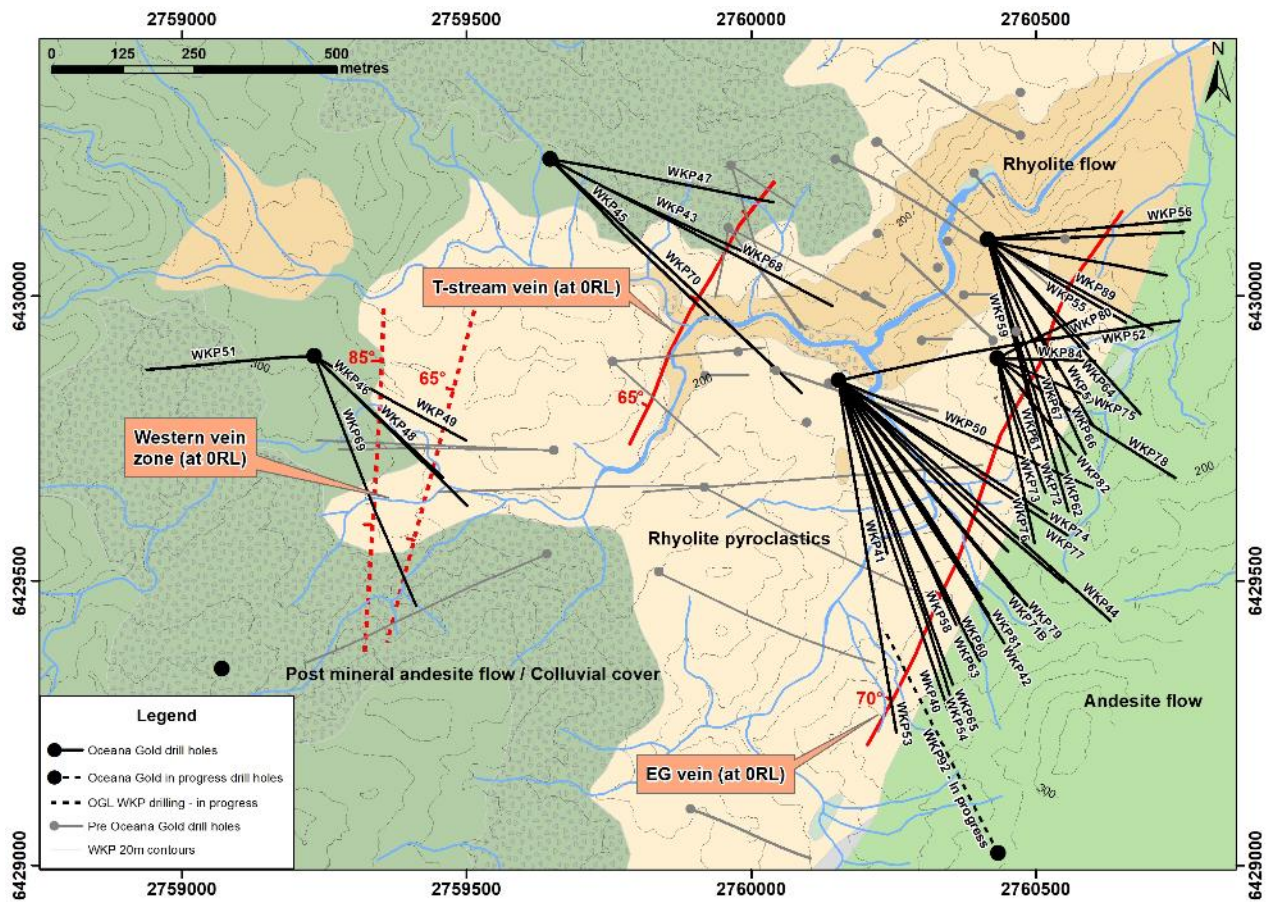 2759000
2759500
2760000
2760500
0
125
250
500
metres
N
6430000
6429500
6429000
6430000
6429500
6429000
Rhyolite flow
WKP47
WKP43
WKP45
WKP68
WKP70
WKP56
WKP89
WKP55
WKP59
WKP80
WKP52
WKP84
WKP64
WKP57
WKP75
WKP67
WKP66
WKP61
WKP78
WKP50
WKP82
WKP62
WKP72
WKP73
WKP74
WKP76
WKP77
WKP44
WKP41
WKP79
WKP71B
WKP81
WKP42
WKP58
WKP60
WKP63
WKP65
WKP54
WKP40
WKP53
WKP92 - In progress
WKP51
WKP46
WKP49
WKP48
WKP69
T-stream vein (at 0RL)
85°
65°
65°
70°
Western vein
zone (at 0RL)
Rhyolite pyroclastics
Post mineral andesite flow / Colluvial cover
Andesite flow
EG vein (at 0RL)
200
200
200
300
300
Legend
Oceana Gold drill holes
Oceana Gold in progress drill holes
OGL WKP drilling - in progress
Pre Oceana Gold drill holes
WKP 20m contours
2759000
2759500
2760000
2760500